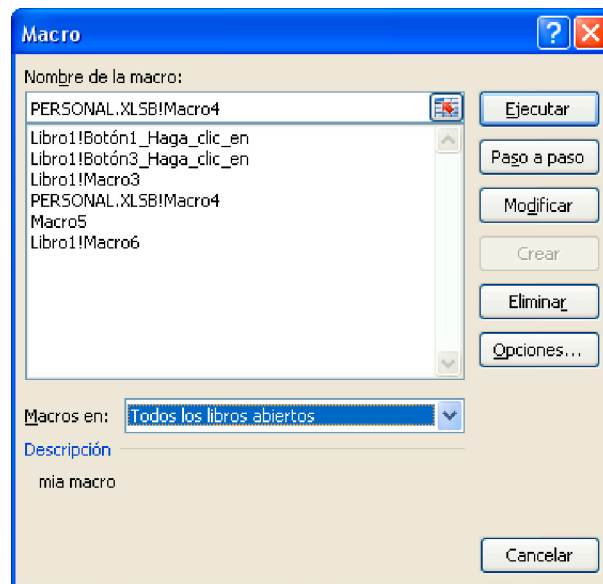 Macro
Nombre de la macro:
PERSONAL.XLSB!Macro4
Ejecutar
Libro1!Botón1_Haga_clic_en
Libro1!Botón3_Haga_clic_en
Libro1!Macro3
PERSONAL.XLSB!Macro4
Macro5
Libro1!Macro6
Paso a paso
Modificar
Crear
Eliminar
Opciones...
Macros en: Todos los libros abiertos
Descripción
mia macro
Cancelar